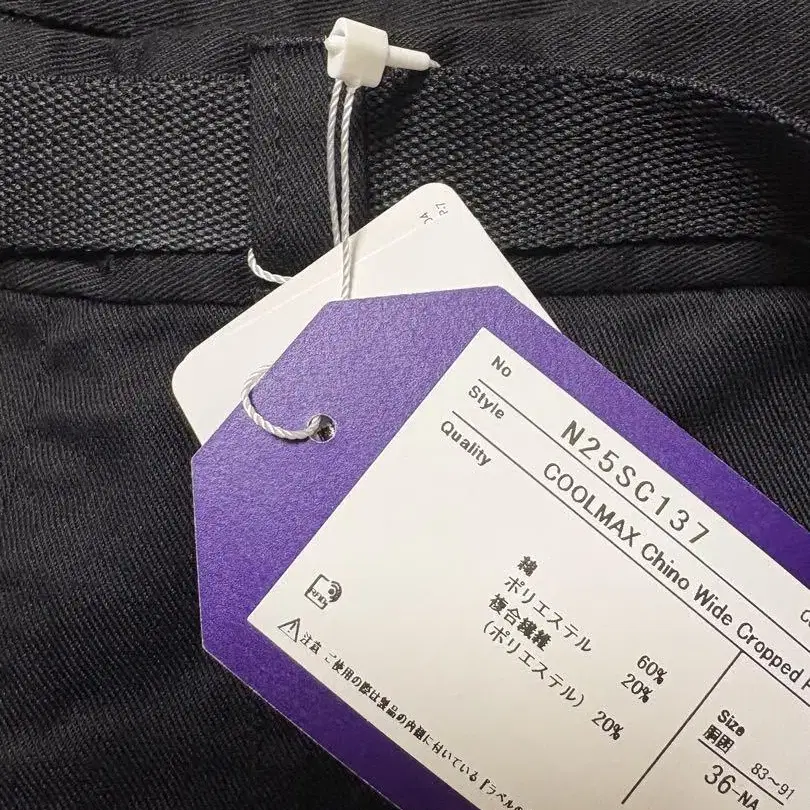 No N25SC137
Style COOLMAX Chino Wide Cropped P
Quality
綿 60%
ポリエステル 20%
複合繊維
(ポリエステル) 20%
Size
胴囲 83~91
36-NA
注意 ご使用の際は製品の内側に付いている『ラベルの